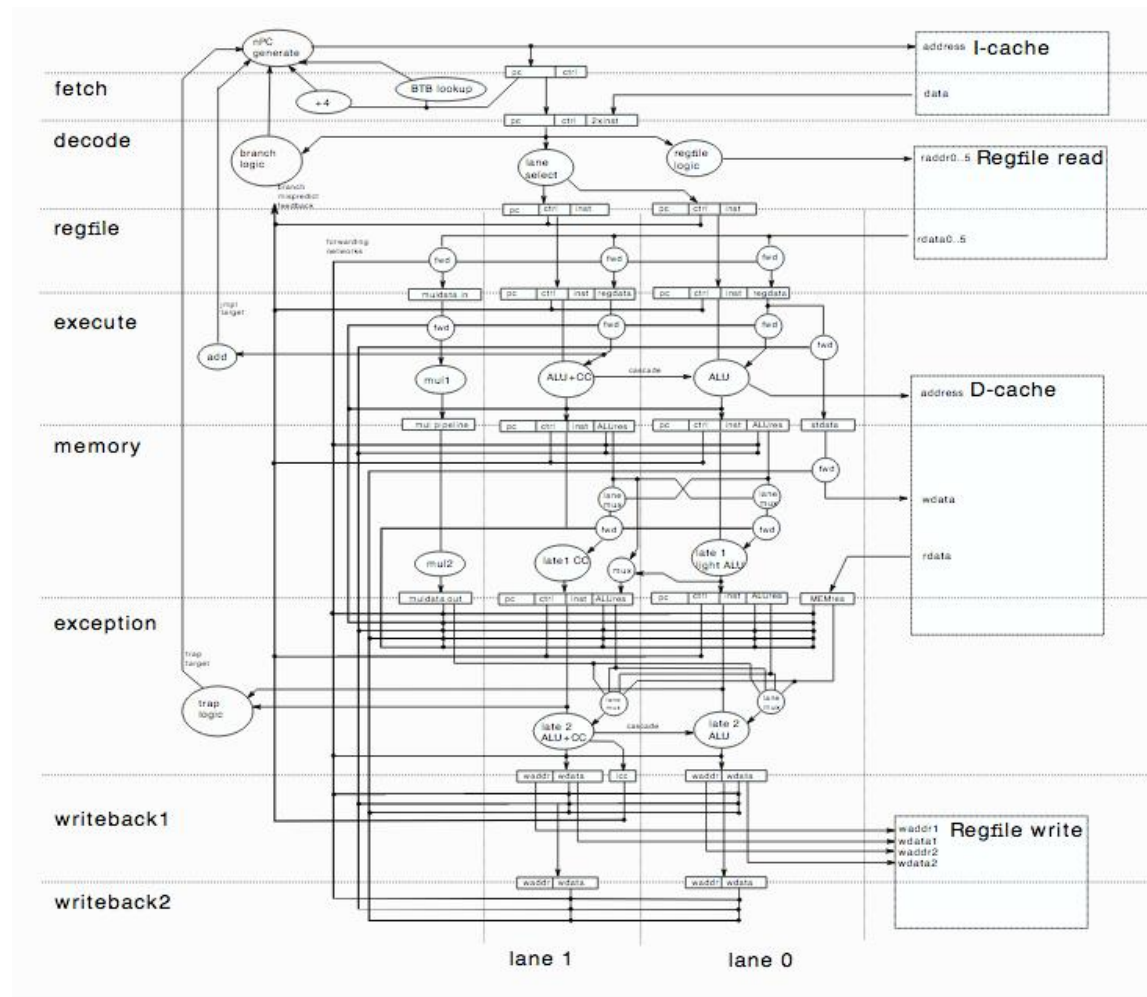 nPC
generate
address I-cache
pc ctrl
fetch
BTB lookup
+4
data
pc ctrl 2xinst
decode
branch
logic
lane
select
regfile
logic
raddr0..5 Regfile read
branch
mispredict
feedback
pc ctrl inst
pc ctrl inst
regfile
forwarding
networks
rdata0..5
fwd
fwd
fwd
muldata in
pc ctrl inst regdata
pc ctrl inst regdata
execute
jmpl
target
fwd
fwd
fwd
fwd
add
mul1
ALU+CC
cascade
ALU
address D-cache
mul pipeline
pc ctrl inst ALUres
pc ctrl inst ALUres
stdata
memory
fwd
lane
mux
lane
mux
wdata
fwd
fwd
mul2
late1 CC
mux
late 1
light ALU
rdata
muldata out
pc ctrl inst ALUres
pc ctrl inst ALUres
MEMres
exception
trap
target
trap
logic
lane
mux
lane
mux
late 2
ALU+CC
cascade
late 2
ALU
waddr wdata icc
waddr wdata
writeback1
waddr1 Regfile write
wdata1
waddr2
wdata2
waddr wdata
waddr wdata
writeback2
lane 1
lane 0